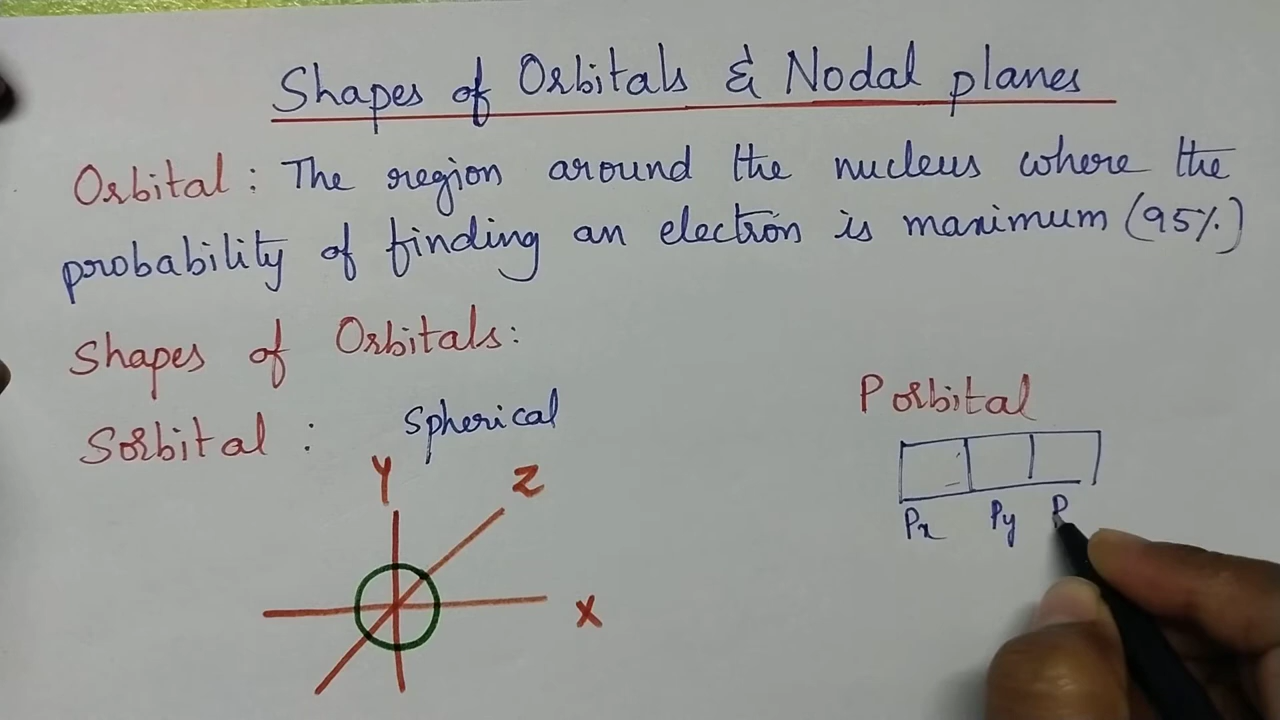 Shapes of Orbitals & Nodal planes
Orbital: The region around the nucleus where the
probability of finding an electron is maximum (95%)
Shapes of Orbitals:
S orbital : Spherical
P orbital
Y
Z
X
Px Py P